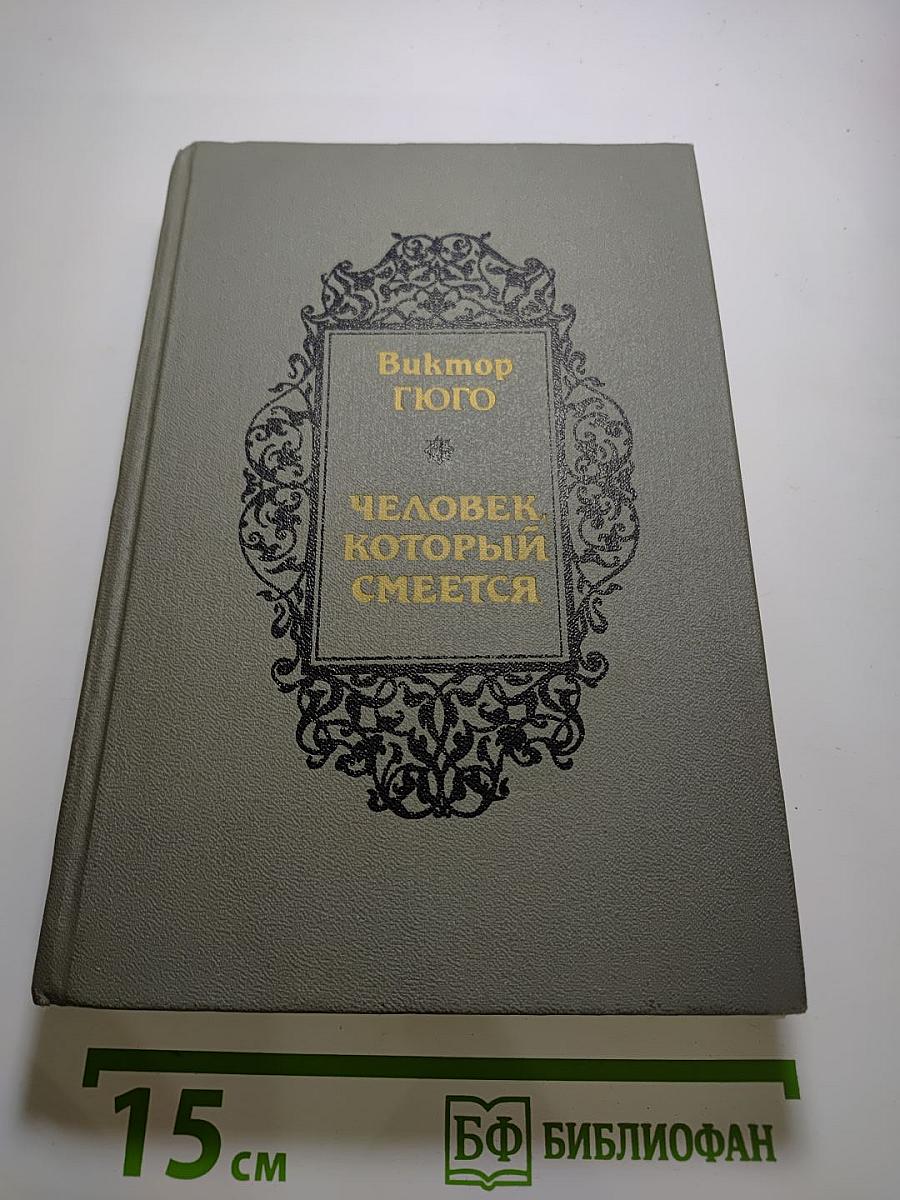 Виктор
ГЮГО
ЧЕЛОВЕК,
КОТОРЫЙ
СМЕЕТСЯ
15 см
БФ БИБЛИОФАН